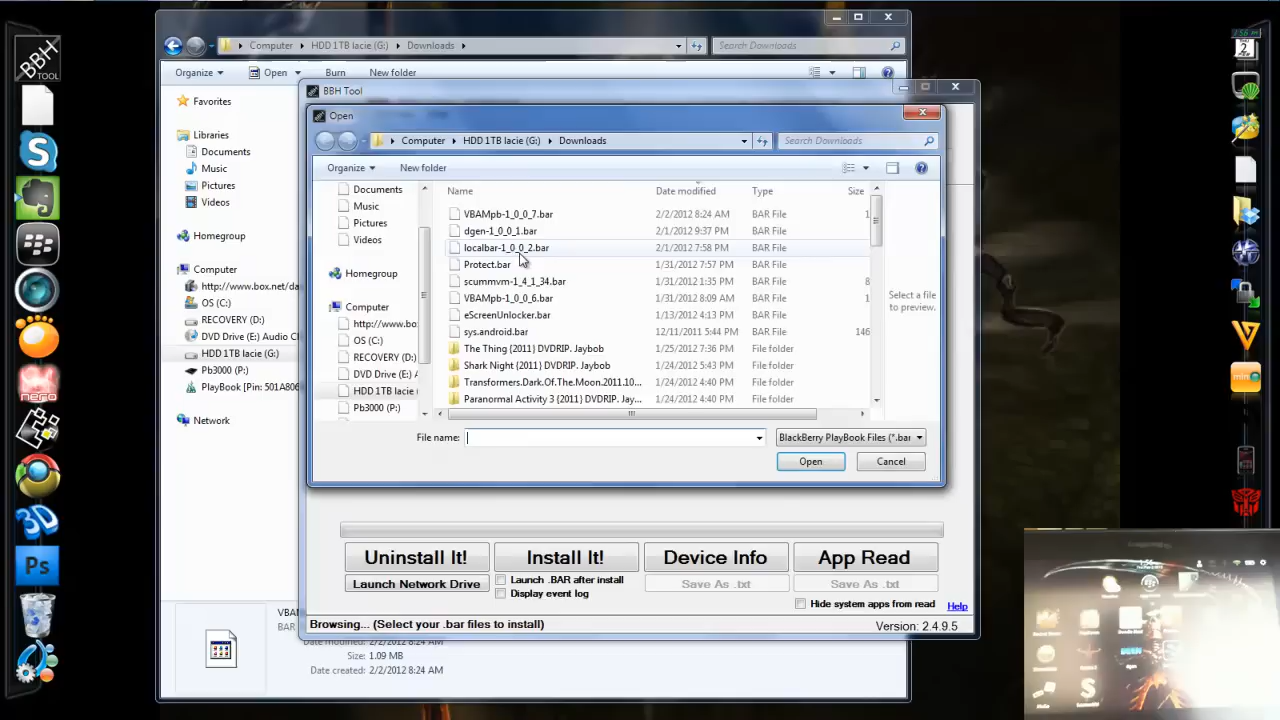 BBH
TOOL
Computer
HDD 1TB lacie (G:)
Downloads
Search Downloads
Organize
Open
Burn
New folder
Favorites
Libraries
Documents
Music
Pictures
Videos
Homegroup
Computer
http://www.box.net/da
OS (C:)
RECOVERY (D:)
DVD Drive (E:) Audio C
HDD 1TB lacie (G:)
Pb3000 (P:)
PlayBook [Pin: 501A806
Network
BBH Tool
Open
Computer
HDD 1TB lacie (G:)
Downloads
Search Downloads
Organize
New folder
Documents
Music
Pictures
Videos
Homegroup
Computer
http://www.bo
OS (C:)
RECOVERY (D:)
DVD Drive (E:) A
HDD 1TB lacie
Pb3000 (P:)
Name Date modified Type Size
VBAMpb-1_0_0_7.bar 2/2/2012 8:24 AM BAR File 1
dgen-1_0_0_1.bar 2/1/2012 9:37 PM BAR File
localbar-1_0_0_2.bar 2/1/2012 7:58 PM BAR File
Protect.bar 1/31/2012 7:57 PM BAR File
scummvm-1_4_1_34.bar 1/31/2012 1:35 PM BAR File 8
VBAMpb-1_0_0_6.bar 1/31/2012 8:09 AM BAR File 1
eScreenUnlocker.bar 1/13/2012 4:13 PM BAR File
sys.android.bar 12/11/2011 5:44 PM BAR File 146
The Thing {2011} DVDRIP. Jaybob 1/25/2012 7:36 PM File folder
Shark Night {2011} DVDRIP. Jaybob 1/24/2012 5:43 PM File folder
Transformers.Dark.Of.The.Moon.2011.10... 1/24/2012 4:40 PM File folder
Paranormal Activity 3 {2011} DVDRIP. Jay... 1/24/2012 4:40 PM File folder
Select a file
to preview.
File name:
BlackBerry PlayBook Files (*.bar
Open
Cancel
Uninstall It!
Install It!
Device Info
App Read
Launch Network Drive
Launch .BAR after install
Display event log
Save As .txt
Save As .txt
Hide system apps from read
Help
Browsing... (Select your .bar files to install)
Version: 2.4.9.5
VBA
BAR
Date modified: 2/2/2012 8:24 AM
Size: 1.09 MB
Date created: 2/2/2012 8:24 AM
nero
3D
Ps
2
mini